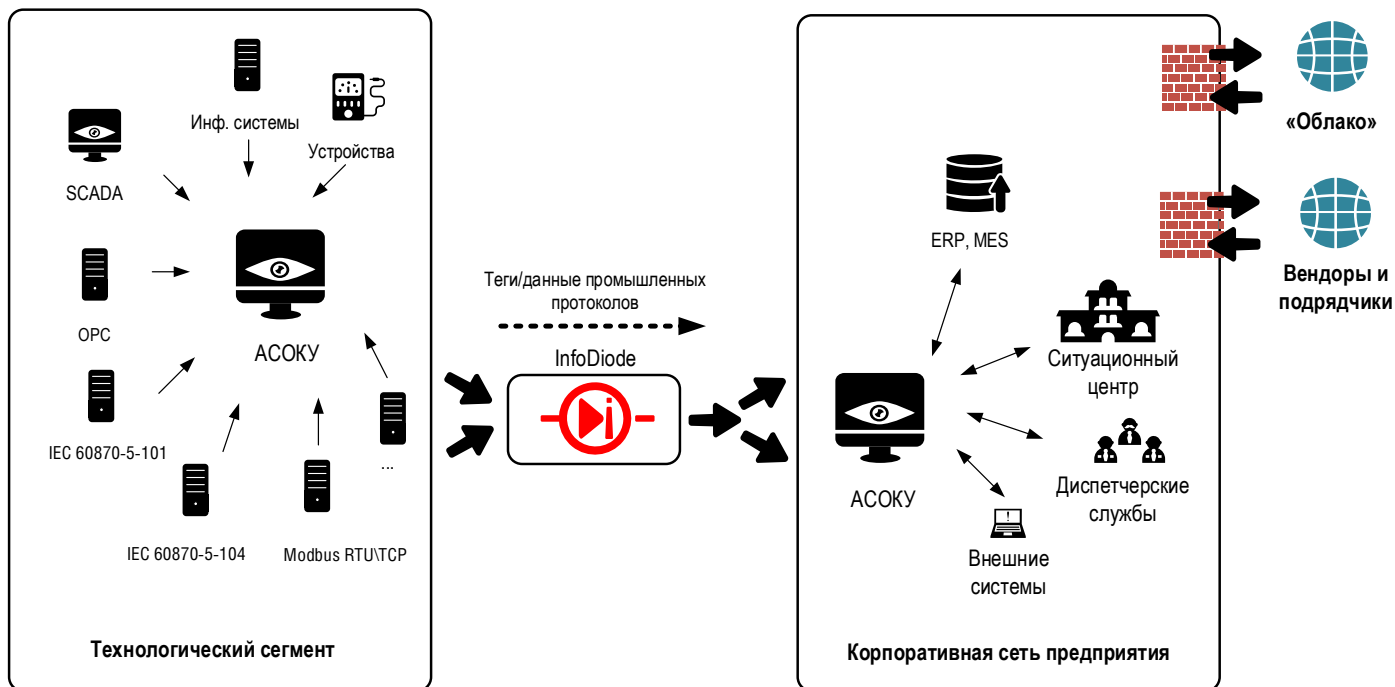 Инф. системы
Устройства
SCADA
OPC
АСОКУ
IEC 60870-5-101
...
IEC 60870-5-104
Modbus RTU\TCP
Технологический сегмент
Теги/данные промышленных
протоколов
InfoDiode
ERP, MES
Ситуационный
центр
АСОКУ
Диспетчерские
службы
Внешние
системы
Корпоративная сеть предприятия
«Облако»
Вендоры и
подрядчики